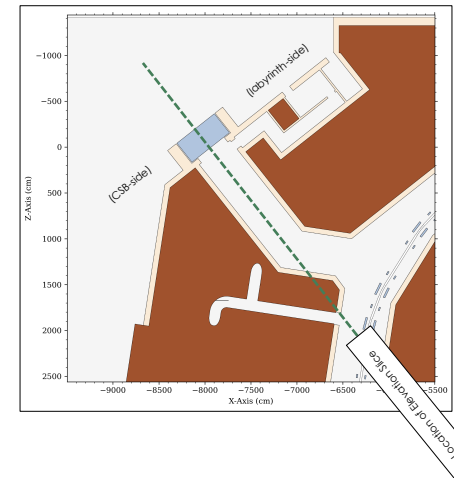 −1000
−500
0
500
1000
1500
2000
2500
Z-Axis (cm)
(labyrinth-side)
(CSB-side)
Location of Elevation Slice
−9000 −8500 −8000 −7500 −7000 −6500 −5500
X-Axis (cm)